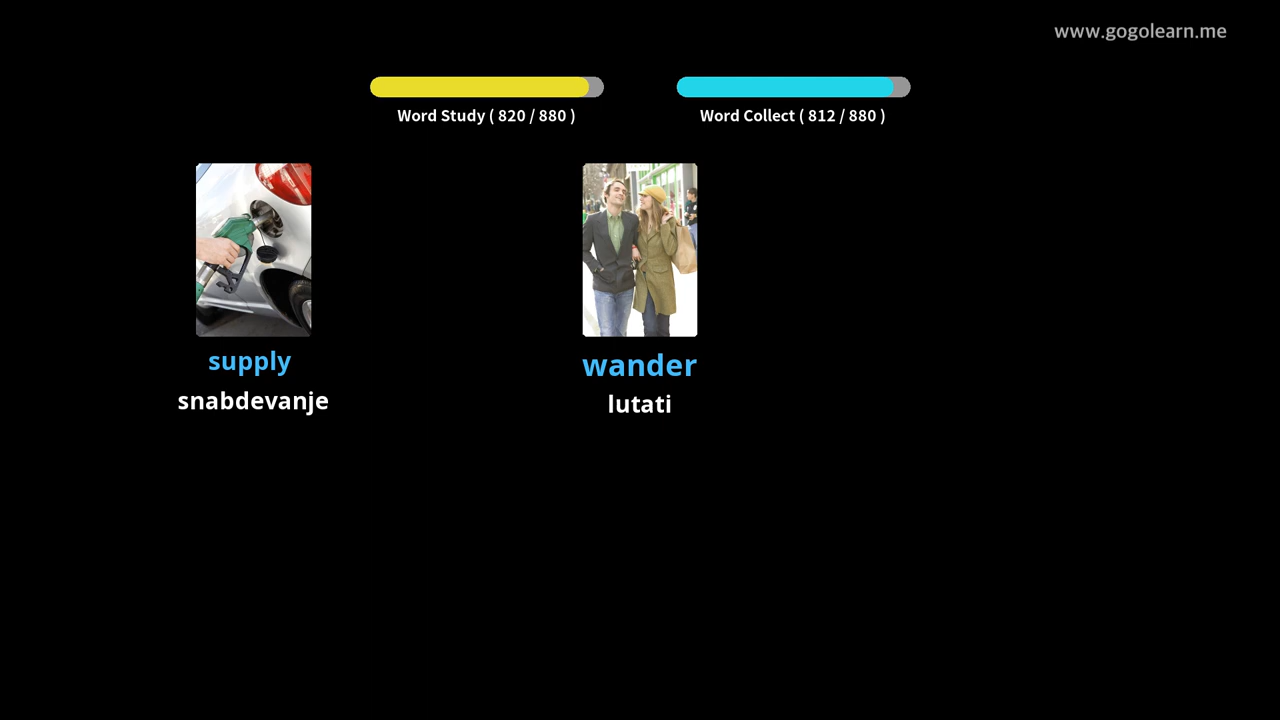 www.gogolearn.me
Word Study ( 820 / 880 )
Word Collect ( 812 / 880 )
supply
snabdevanje
wander
lutati